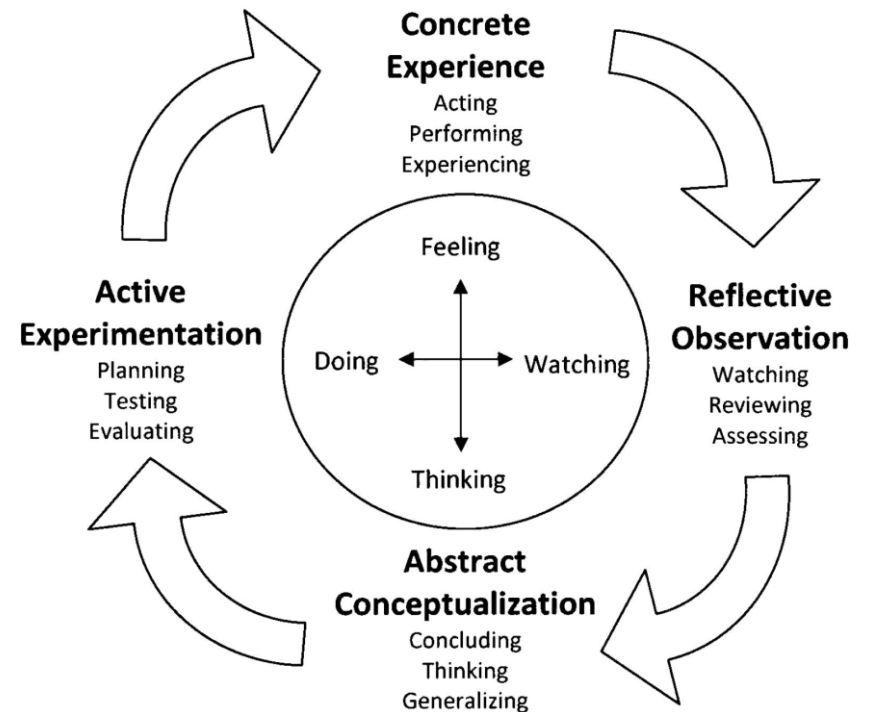 Concrete
Experience
Acting
Performing
Experiencing
Feeling
Doing
Watching
Thinking
Active
Experimentation
Planning
Testing
Evaluating
Reflective
Observation
Watching
Reviewing
Assessing
Abstract
Conceptualization
Concluding
Thinking
Generalizing